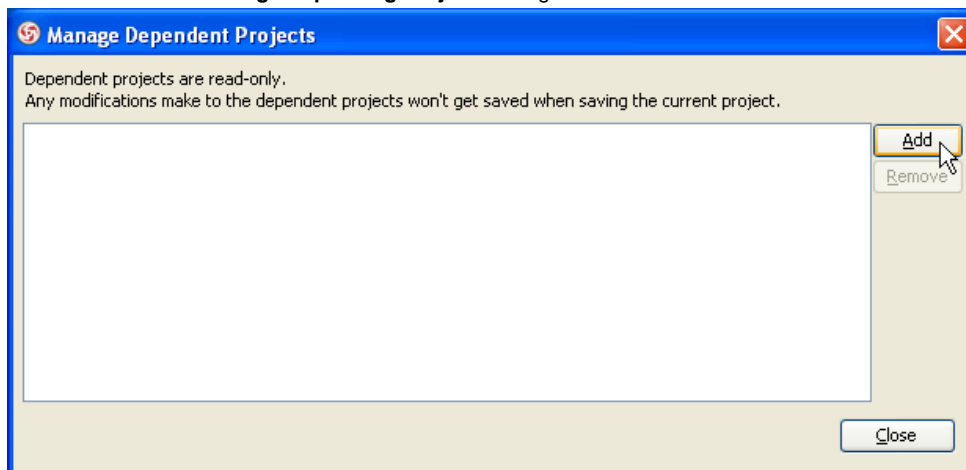 Manage Dependent Projects
Dependent projects are read-only.
Any modifications make to the dependent projects won't get saved when saving the current project.
Add
Remove
Close